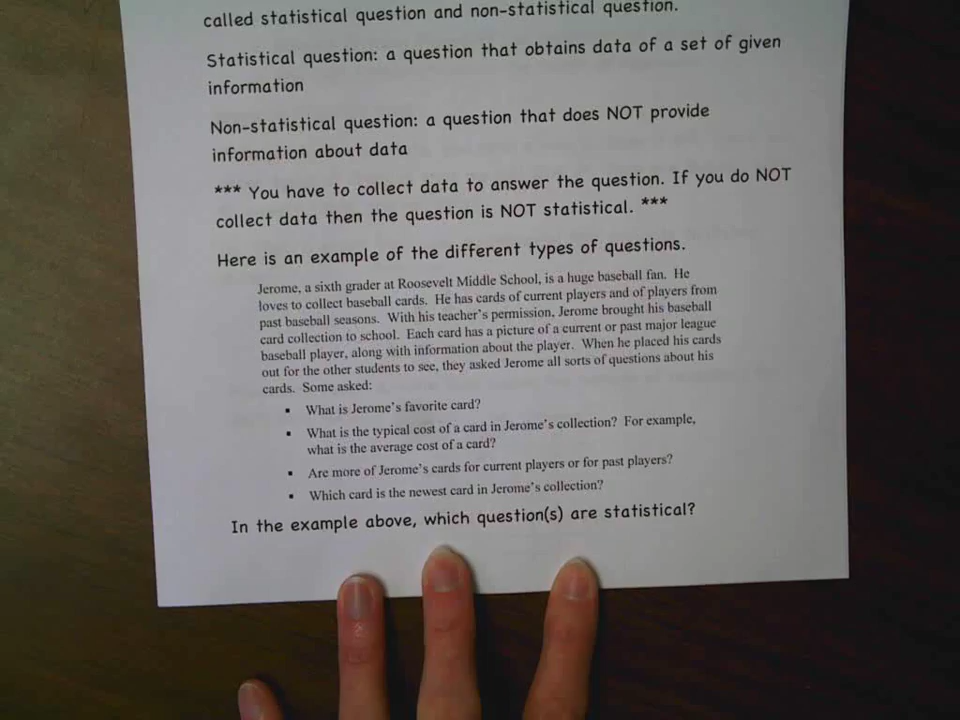 called statistical question and non-statistical question.
Statistical question: a question that obtains data of a set of given
information
Non-statistical question: a question that does NOT provide
information about data
*** You have to collect data to answer the question. If you do NOT
collect data then the question is NOT statistical. ***
Here is an example of the different types of questions.
Jerome, a sixth grader at Roosevelt Middle School, is a huge baseball fan. He
loves to collect baseball cards. He has cards of current players and of players from
past baseball seasons. With his teacher's permission, Jerome brought his baseball
card collection to school. Each card has a picture of a current or past major league
baseball player, along with information about the player. When he placed his cards
out for the other students to see, they asked Jerome all sorts of questions about his
cards. Some asked:
▪ What is Jerome's favorite card?
▪ What is the typical cost of a card in Jerome's collection? For example,
what is the average cost of a card?
▪ Are more of Jerome's cards for current players or for past players?
▪ Which card is the newest card in Jerome's collection?
In the example above, which question(s) are statistical?